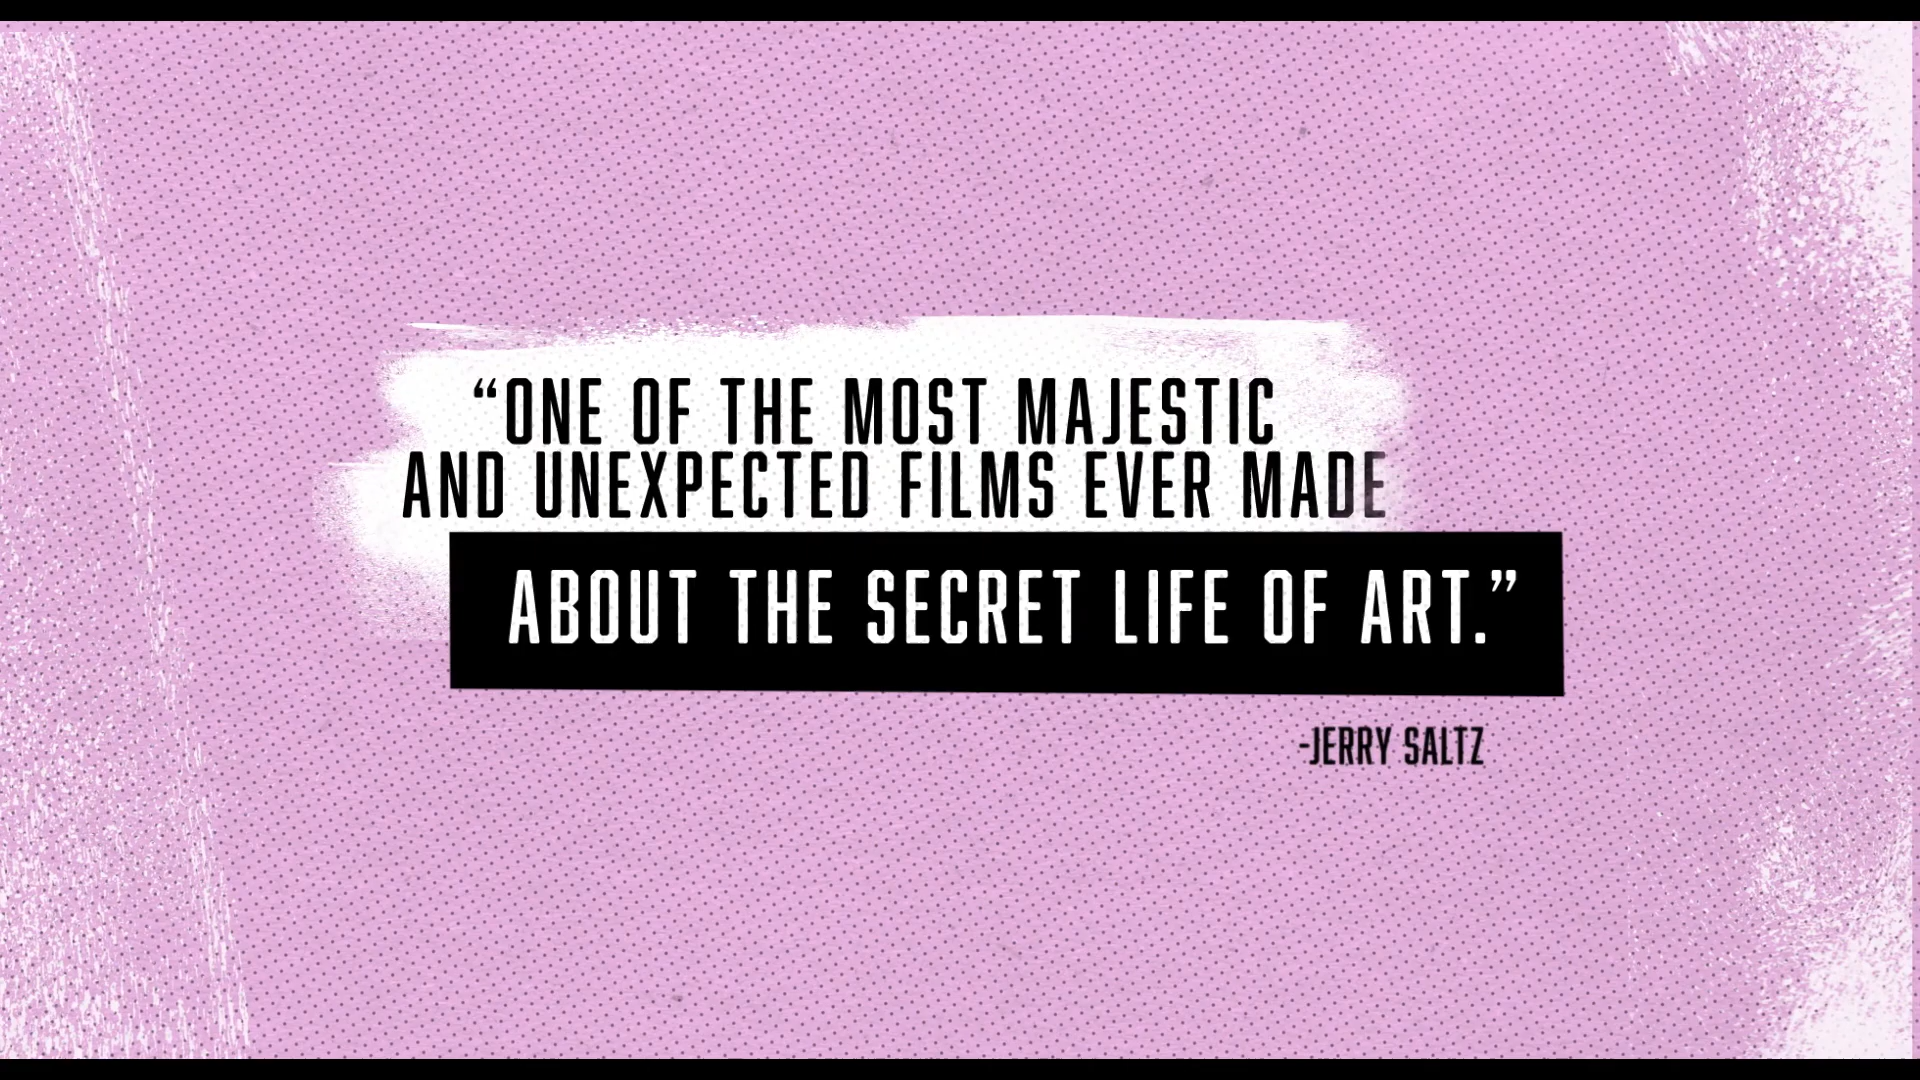 “ONE OF THE MOST MAJESTIC
AND UNEXPECTED FILMS EVER MADE
ABOUT THE SECRET LIFE OF ART.”
-JERRY SALTZ